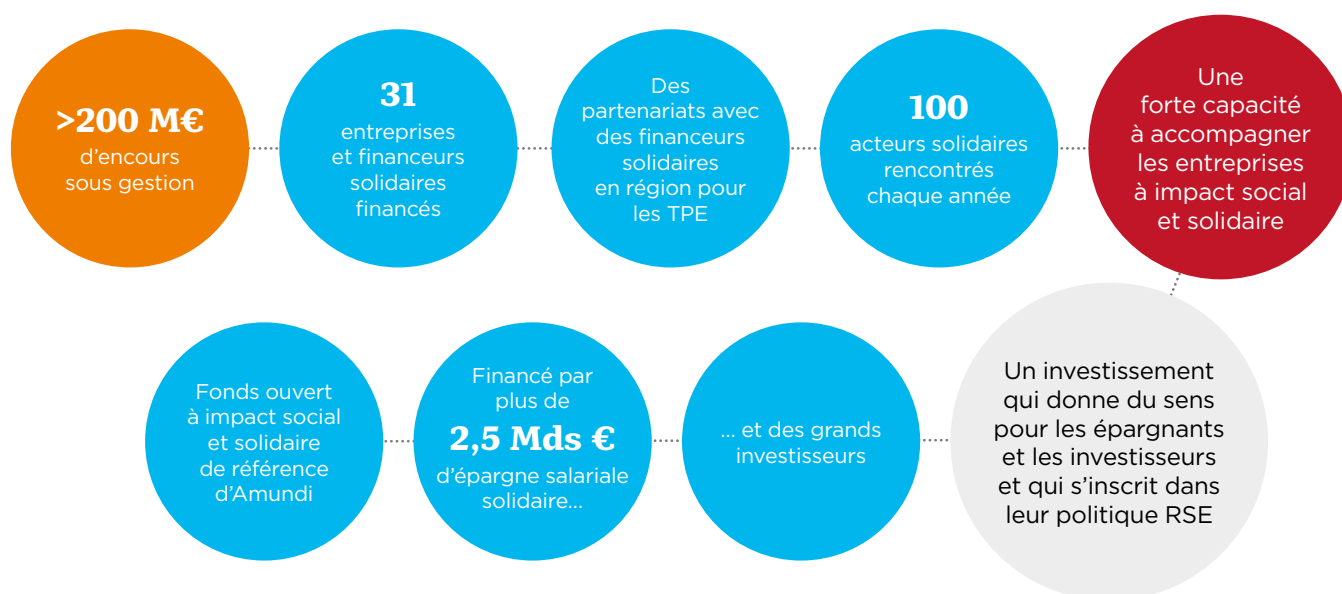 >200 M€
d'encours
sous gestion
31
entreprises
et financeurs
solidaires
financés
Des
partenariats avec
des financeurs
solidaires
en région pour
les TPE
100
acteurs solidaires
rencontrés
chaque année
Une
forte capacité
à accompagner
les entreprises
à impact social
et solidaire
Fonds ouvert
à impact social
et solidaire
de référence
d'Amundi
Financé par
plus de
2,5 Mds €
d'épargne salariale
solidaire...
... et des grands
investisseurs
Un investissement
qui donne du sens
pour les épargnants
et les investisseurs
et qui s'inscrit dans
leur politique RSE